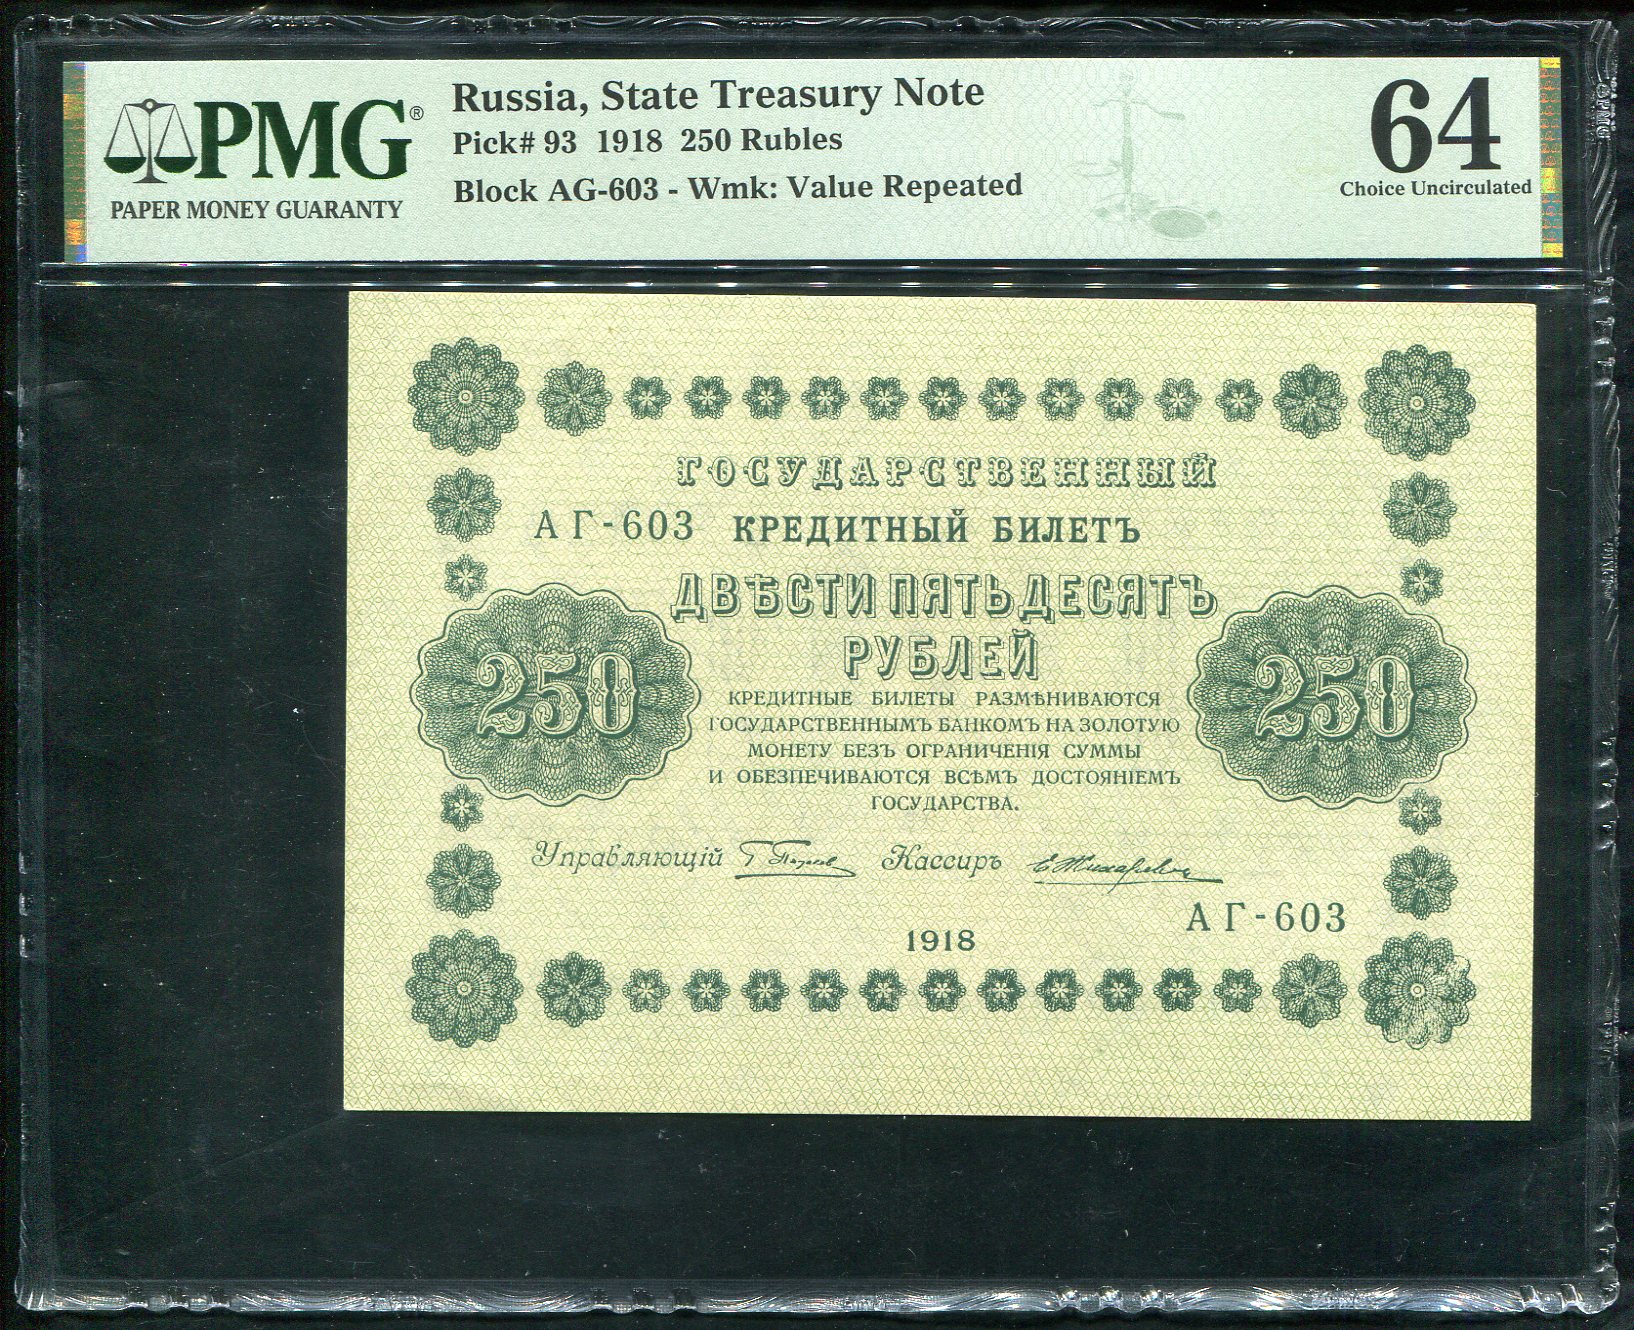 PMG®
PAPER MONEY GUARANTY
Russia, State Treasury Note
Pick# 93 1918 250 Rubles
Block AG-603 - Wmk: Value Repeated
64
Choice Uncirculated
ГОСУДАРСТВЕННЫЙ
АГ-603 КРЕДИТНЫЙ БИЛЕТЪ
ДВѢСТИ ПЯТЬДЕСЯТЪ
РУБЛЕЙ
250
250
КРЕДИТНЫЕ БИЛЕТЫ РАЗМѢНИВАЮТСЯ
ГОСУДАРСТВЕННЫМЪ БАНКОМЪ НА ЗОЛОТУЮ
МОНЕТУ БЕЗЪ ОГРАНИЧЕНІЯ СУММЫ
И ОБЕЗПЕЧИВАЮТСЯ ВСѢМЪ ДОСТОЯНІЕМЪ
ГОСУДАРСТВА.
Управляющій Кассиръ
АГ-603
1918